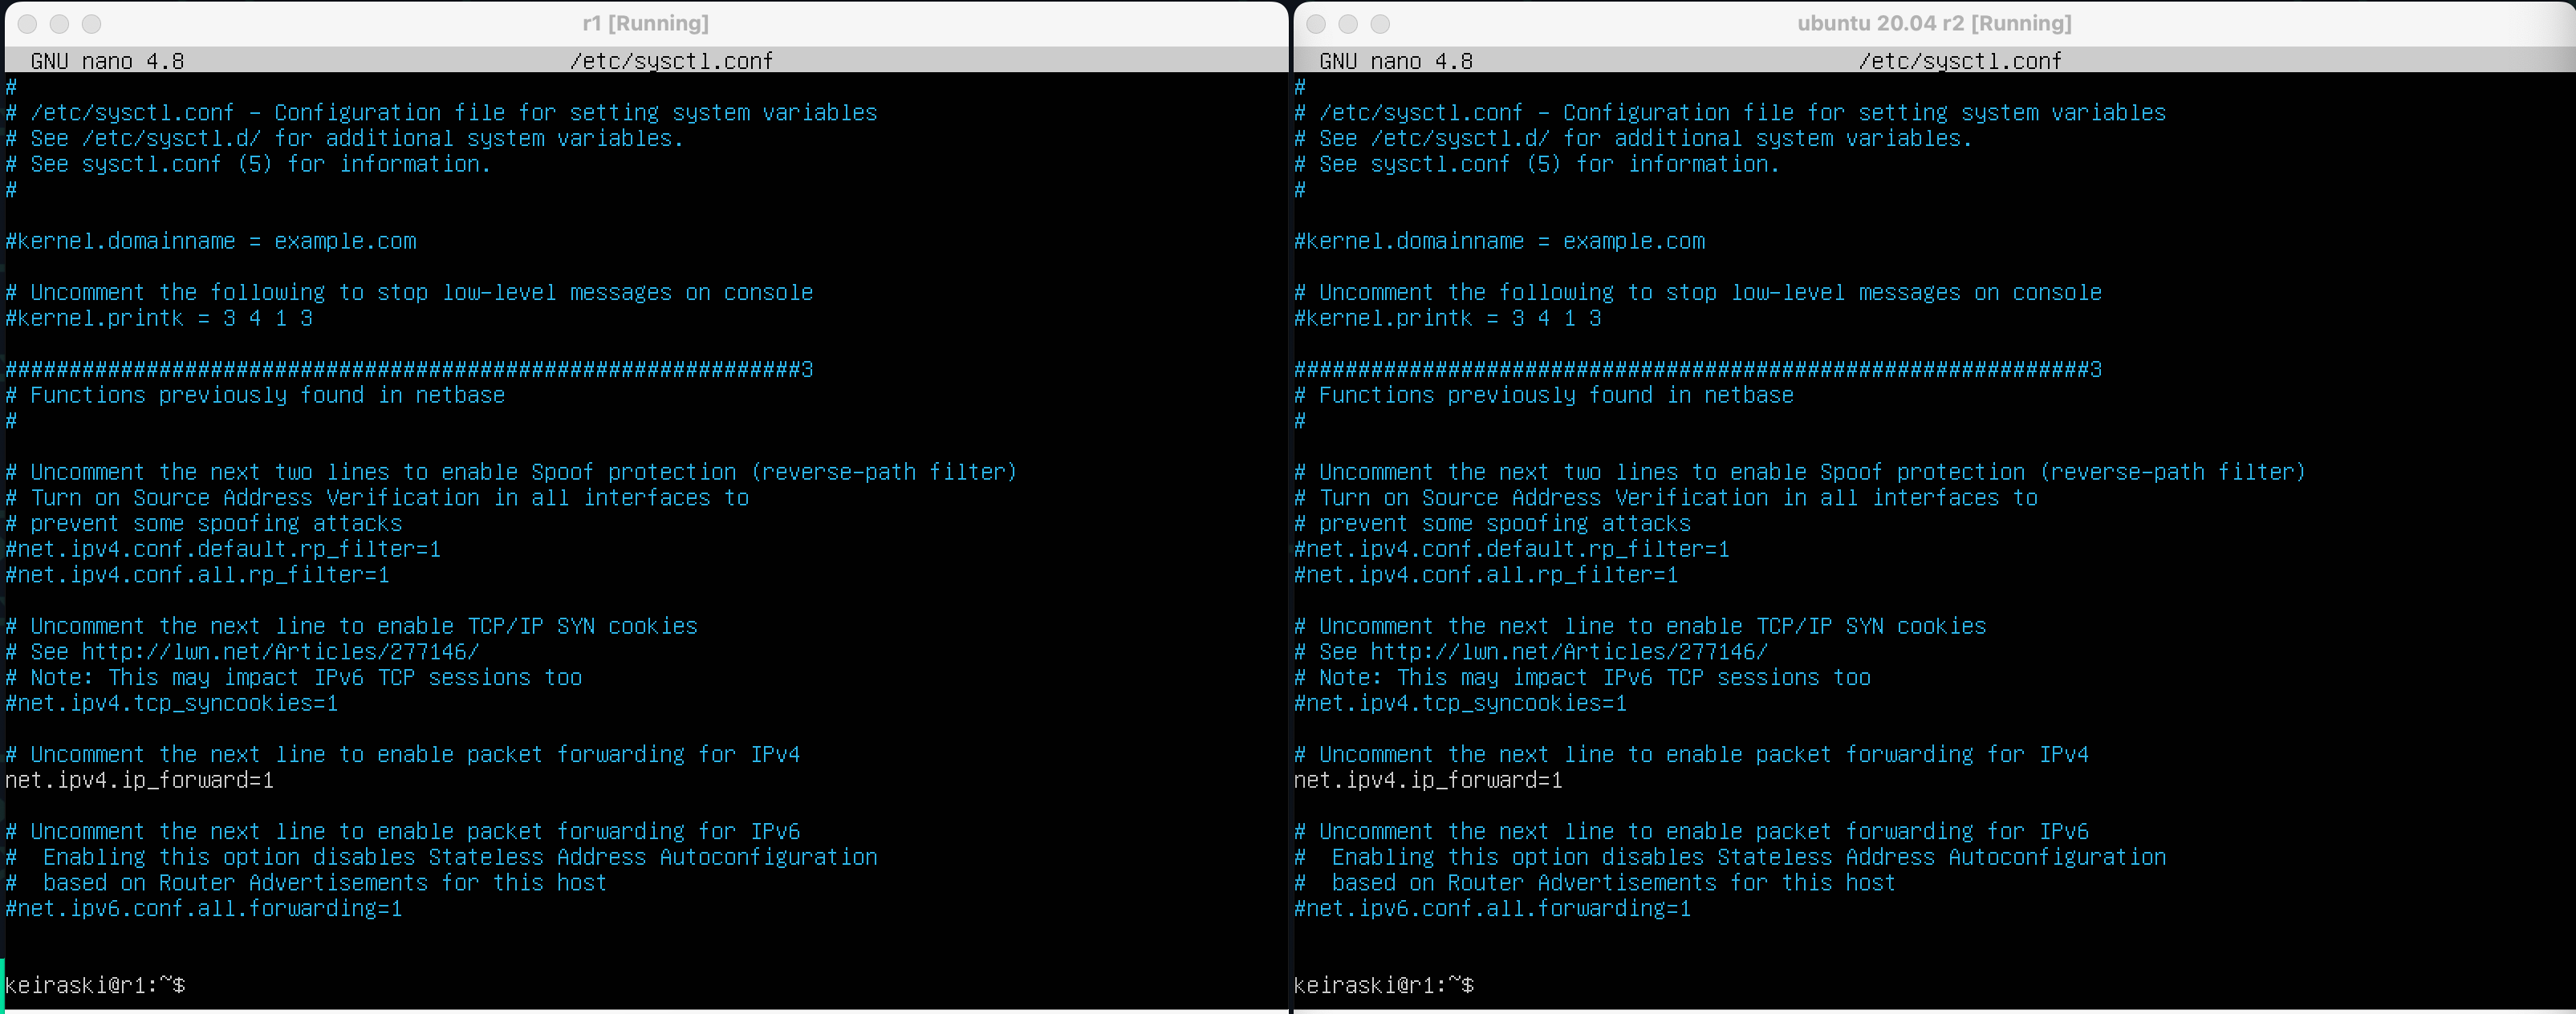 r1 [Running]
GNU nano 4.8 /etc/sysctl.conf
#
# /etc/sysctl.conf - Configuration file for setting system variables
# See /etc/sysctl.d/ for additional system variables.
# See sysctl.conf (5) for information.
#
#kernel.domainname = example.com
# Uncomment the following to stop low-level messages on console
#kernel.printk = 3 4 1 3
##############################################################3
# Functions previously found in netbase
#
# Uncomment the next two lines to enable Spoof protection (reverse-path filter)
# Turn on Source Address Verification in all interfaces to
# prevent some spoofing attacks
#net.ipv4.conf.default.rp_filter=1
#net.ipv4.conf.all.rp_filter=1
# Uncomment the next line to enable TCP/IP SYN cookies
# See http://lwn.net/Articles/277146/
# Note: This may impact IPv6 TCP sessions too
#net.ipv4.tcp_syncookies=1
# Uncomment the next line to enable packet forwarding for IPv4
net.ipv4.ip_forward=1
# Uncomment the next line to enable packet forwarding for IPv6
#  Enabling this option disables Stateless Address Autoconfiguration
#  based on Router Advertisements for this host
#net.ipv6.conf.all.forwarding=1
keiraski@r1:~$
ubuntu 20.04 r2 [Running]
GNU nano 4.8 /etc/sysctl.conf
#
# /etc/sysctl.conf - Configuration file for setting system variables
# See /etc/sysctl.d/ for additional system variables.
# See sysctl.conf (5) for information.
#
#kernel.domainname = example.com
# Uncomment the following to stop low-level messages on console
#kernel.printk = 3 4 1 3
##############################################################3
# Functions previously found in netbase
#
# Uncomment the next two lines to enable Spoof protection (reverse-path filter)
# Turn on Source Address Verification in all interfaces to
# prevent some spoofing attacks
#net.ipv4.conf.default.rp_filter=1
#net.ipv4.conf.all.rp_filter=1
# Uncomment the next line to enable TCP/IP SYN cookies
# See http://lwn.net/Articles/277146/
# Note: This may impact IPv6 TCP sessions too
#net.ipv4.tcp_syncookies=1
# Uncomment the next line to enable packet forwarding for IPv4
net.ipv4.ip_forward=1
# Uncomment the next line to enable packet forwarding for IPv6
#  Enabling this option disables Stateless Address Autoconfiguration
#  based on Router Advertisements for this host
#net.ipv6.conf.all.forwarding=1
keiraski@r1:~$